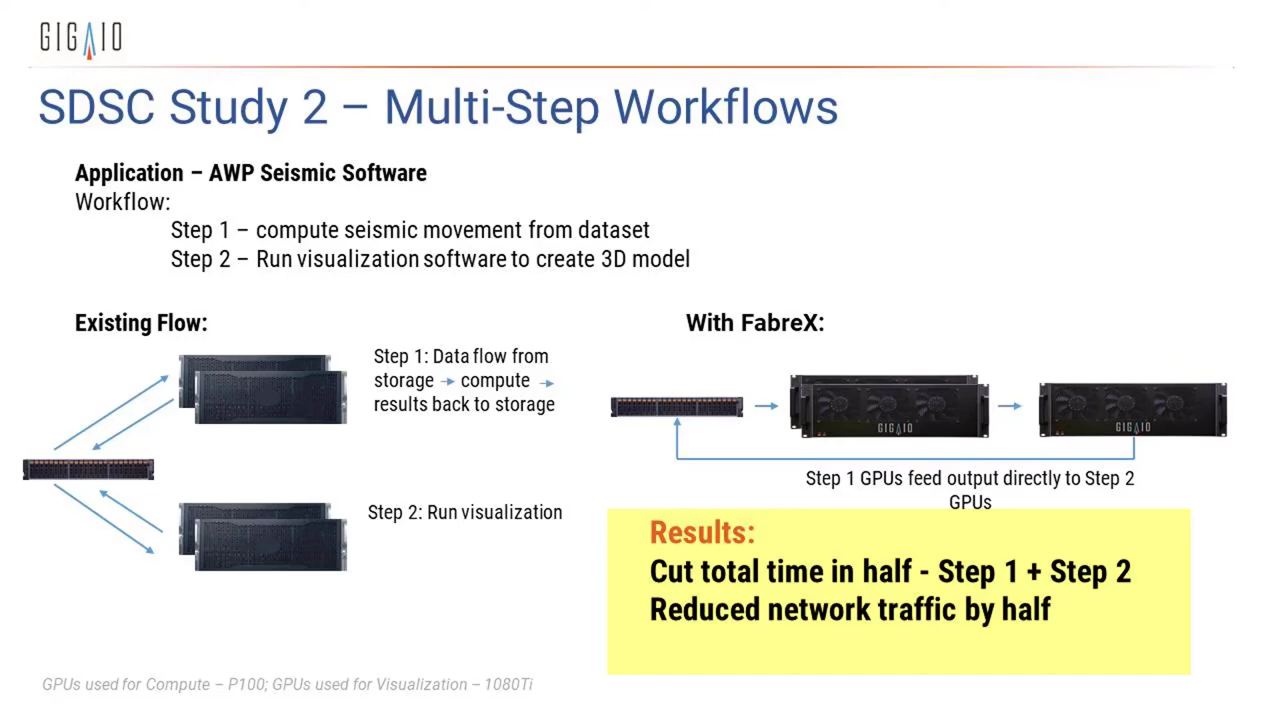 GIGAIO
SDSC Study 2 – Multi-Step Workflows
Application – AWP Seismic Software
Workflow:
Step 1 – compute seismic movement from dataset
Step 2 – Run visualization software to create 3D model
Existing Flow:
Step 1: Data flow from
storage → compute →
results back to storage
Step 2: Run visualization
With FabreX:
GIGAIO
GIGAIO
Step 1 GPUs feed output directly to Step 2
GPUs
Results:
Cut total time in half - Step 1 + Step 2
Reduced network traffic by half
GPUs used for Compute – P100; GPUs used for Visualization – 1080Ti